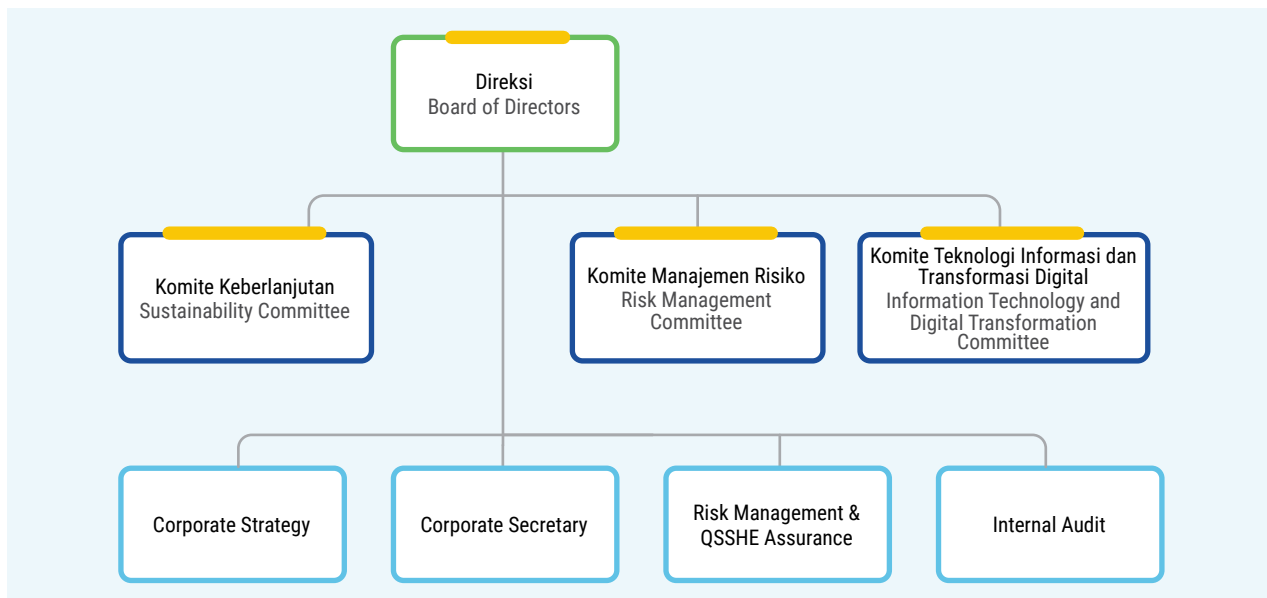 Direksi
Board of Directors
Komite Keberlanjutan
Sustainability Committee
Komite Manajemen Risiko
Risk Management
Committee
Komite Teknologi Informasi dan
Transformasi Digital
Information Technology and
Digital Transformation
Committee
Corporate Strategy
Corporate Secretary
Risk Management &
QSSHE Assurance
Internal Audit